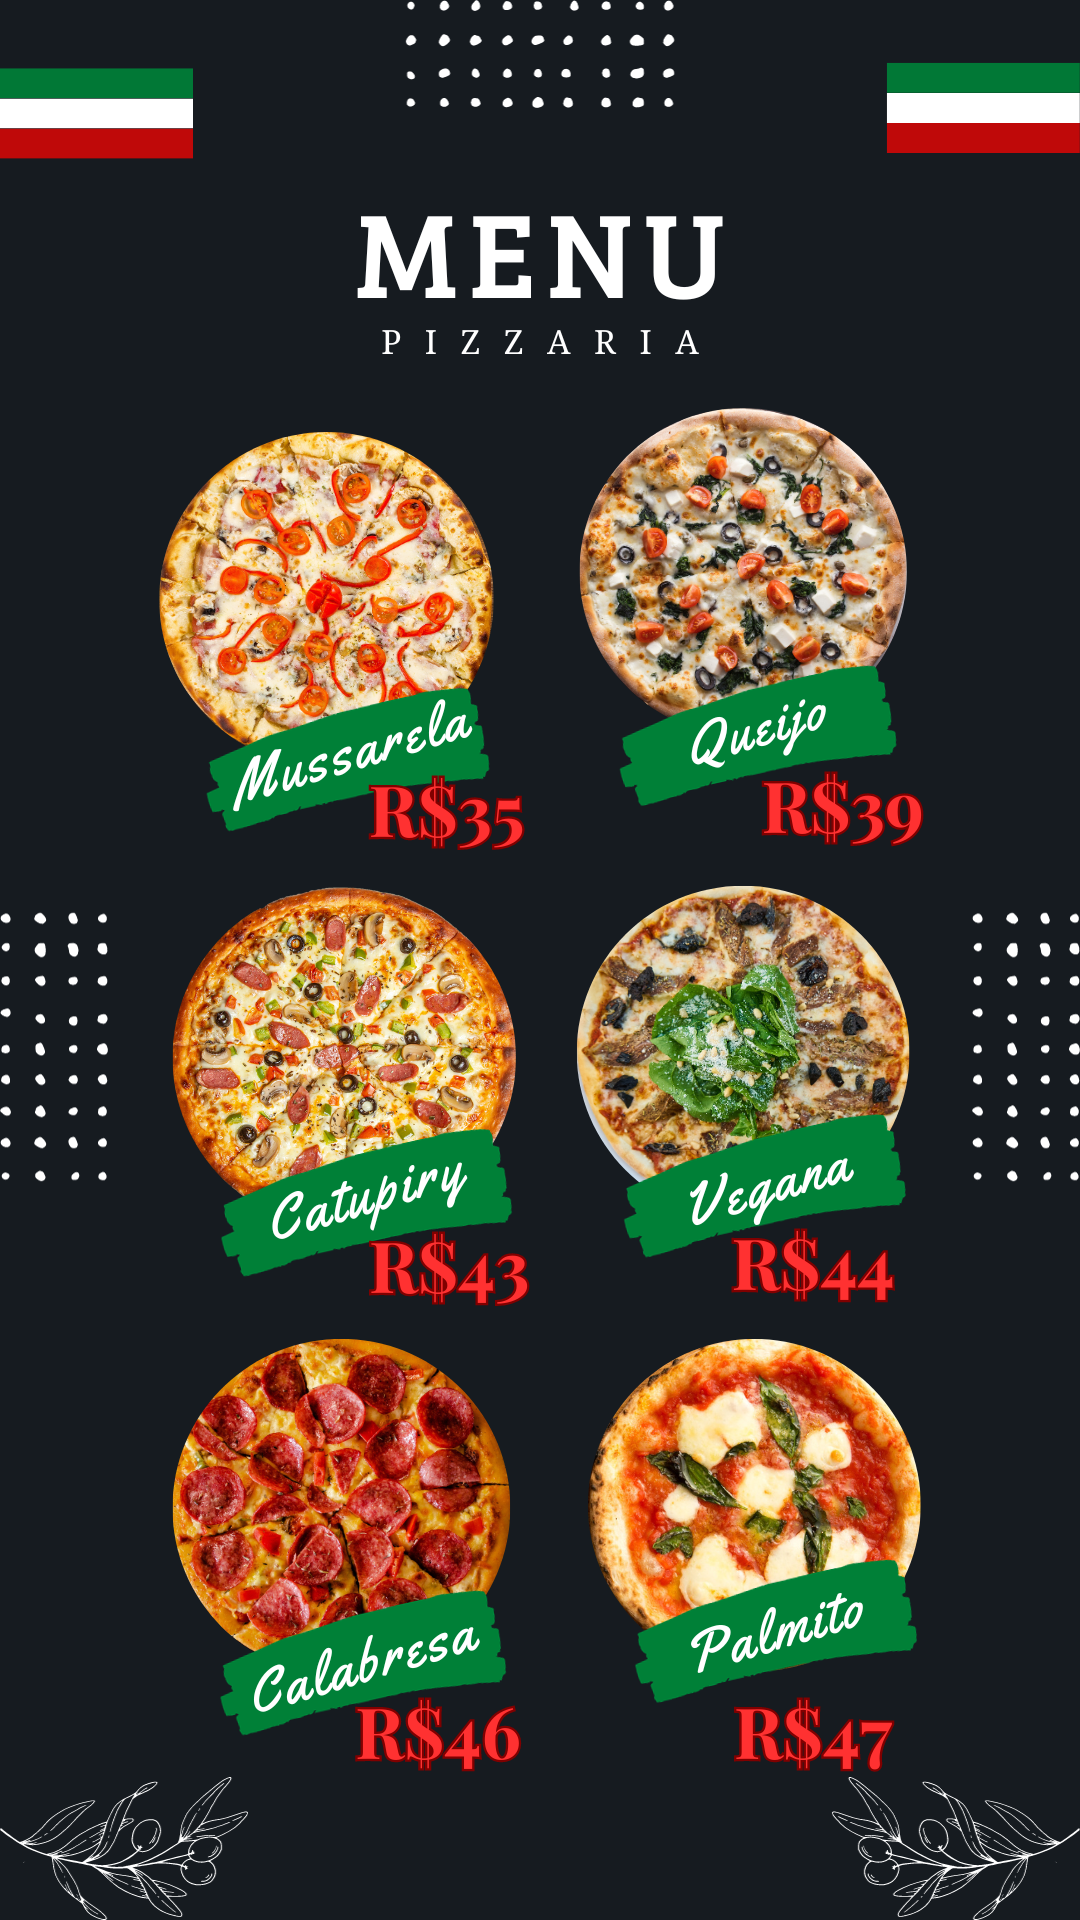 MENU
PIZZARIA
Mussarela
R$35
Queijo
R$39
Catupiry
R$43
Vegana
R$44
Calabresa
R$46
Palmito
R$47